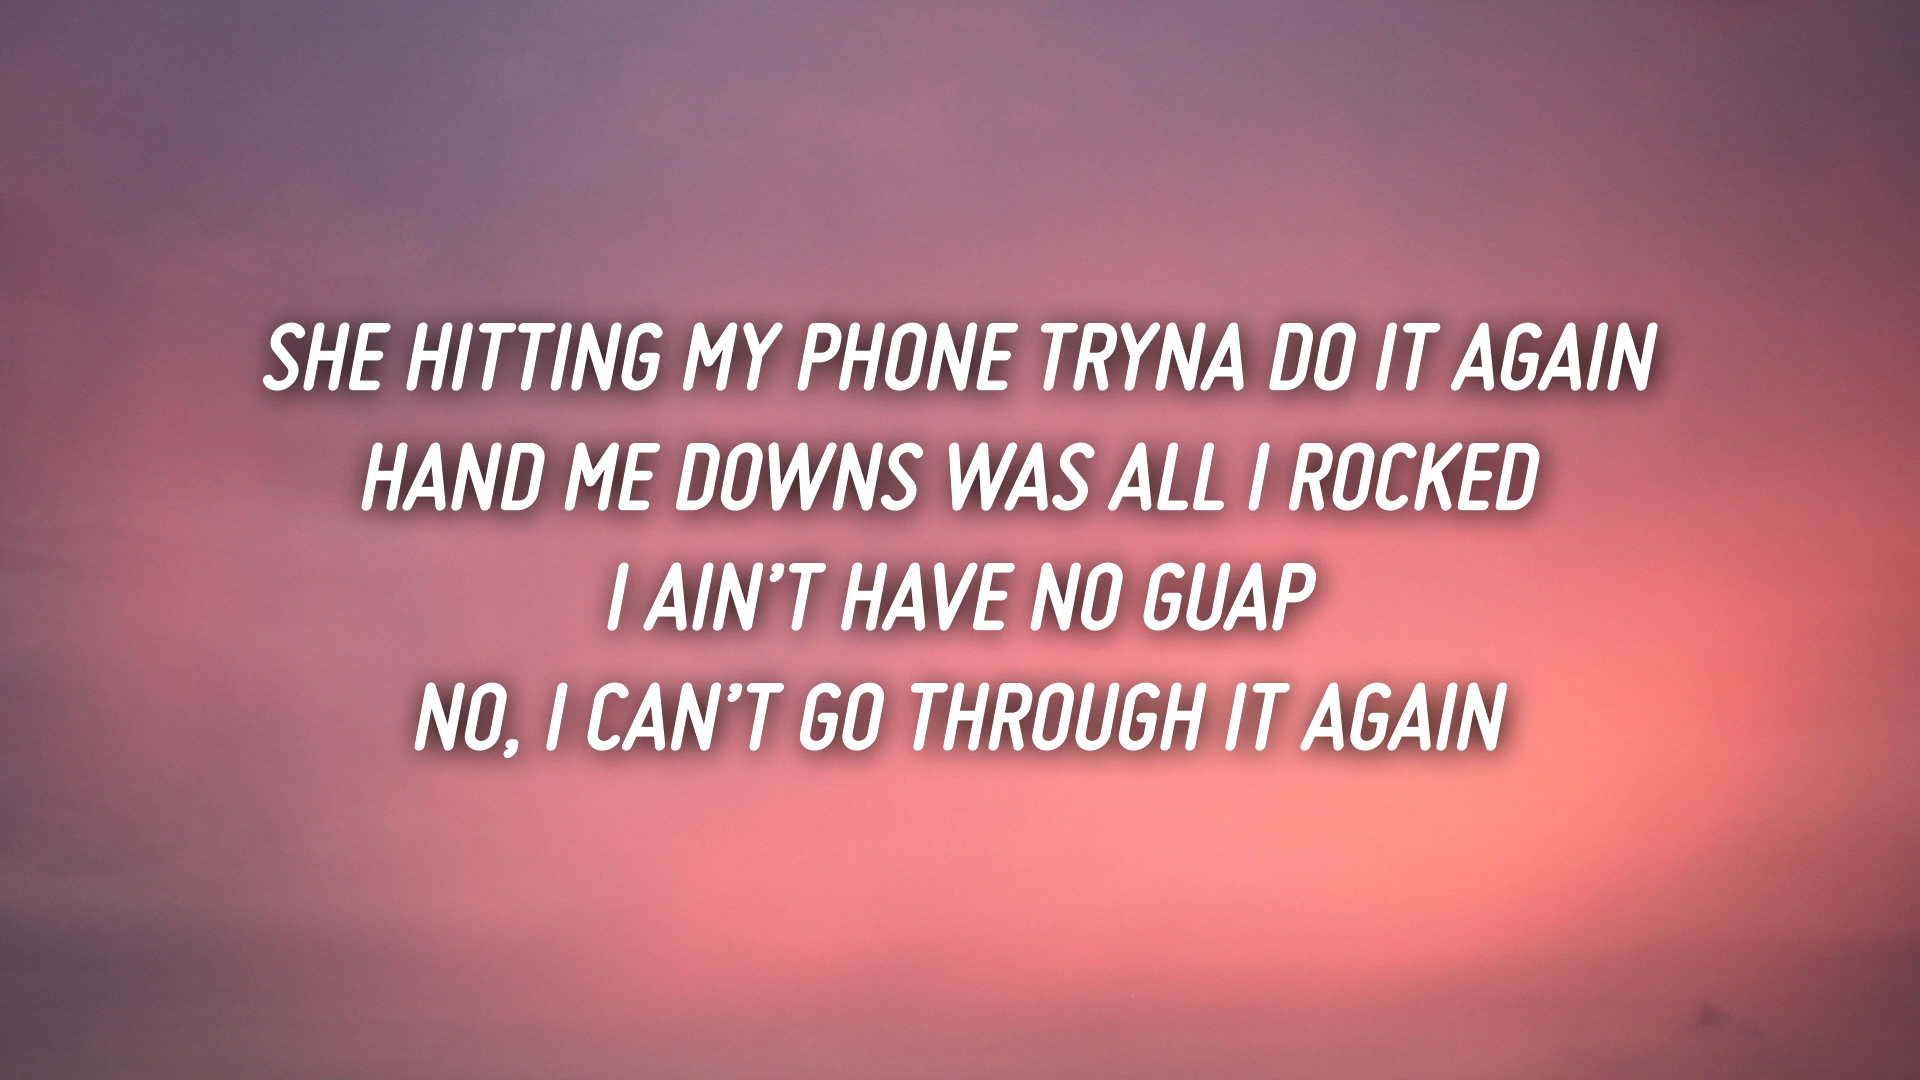 SHE HITTING MY PHONE TRYNA DO IT AGAIN
HAND ME DOWNS WAS ALL I ROCKED
I AIN’T HAVE NO GUAP
NO, I CAN’T GO THROUGH IT AGAIN